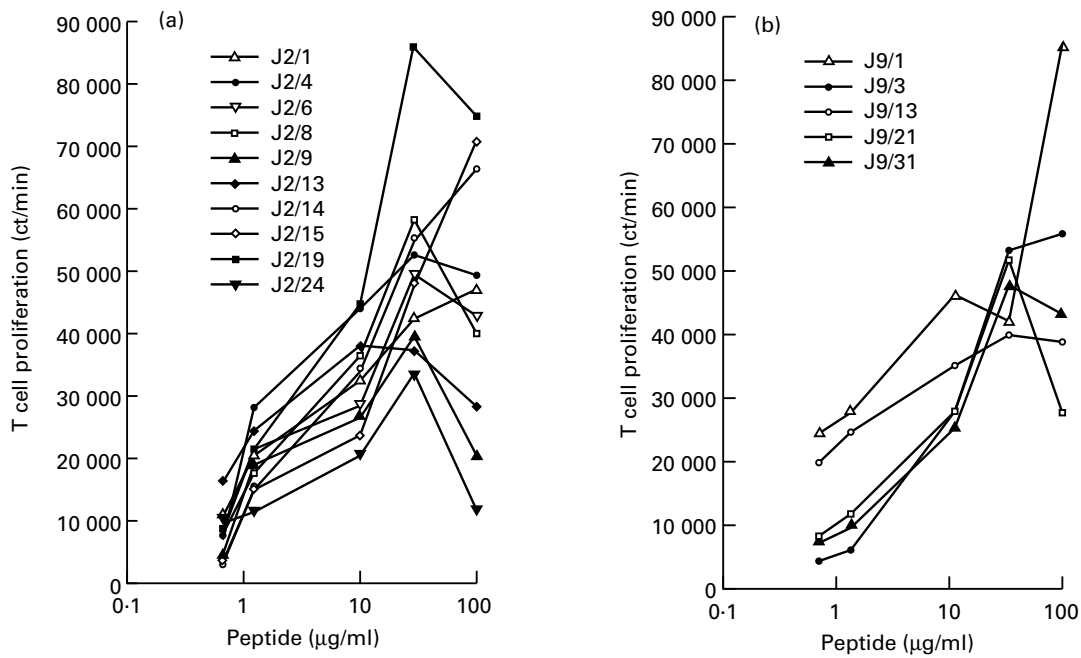 (a)
T cell proliferation (ct/min)
90 000
80 000
70 000
60 000
50 000
40 000
30 000
20 000
10 000
0
J2/1
J2/4
J2/6
J2/8
J2/9
J2/13
J2/14
J2/15
J2/19
J2/24
0·1
1
10
100
Peptide (μg/ml)
(b)
T cell proliferation (ct/min)
90 000
80 000
70 000
60 000
50 000
40 000
30 000
20 000
10 000
0
J9/1
J9/3
J9/13
J9/21
J9/31
0·1
1
10
100
Peptide (μg/ml)